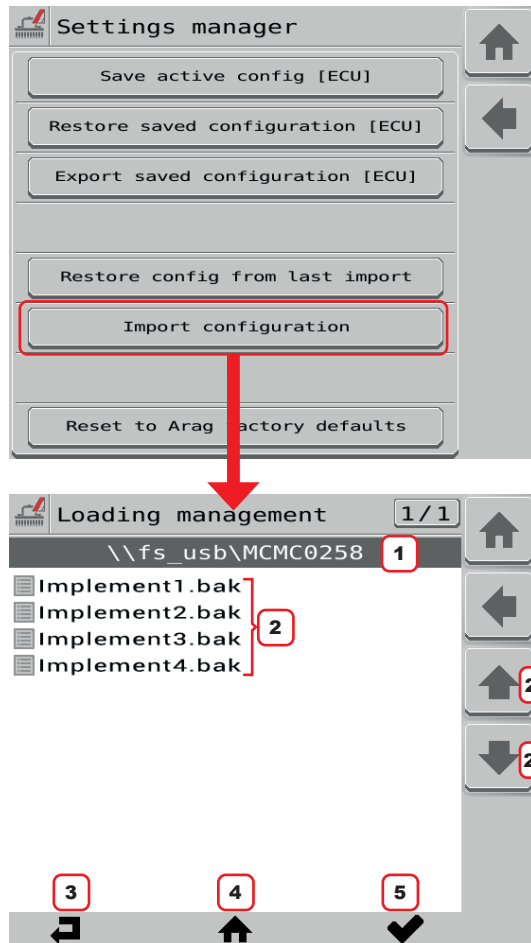 Settings manager
Save active config [ECU]
Restore saved configuration [ECU]
Export saved configuration [ECU]
Restore config from last import
Import configuration
Reset to Arag factory defaults
Loading management 1/1
\\fs_usb\MCMC0258 1
Implement1.bak
Implement2.bak
2
Implement3.bak
Implement4.bak
2
2
3 4 5